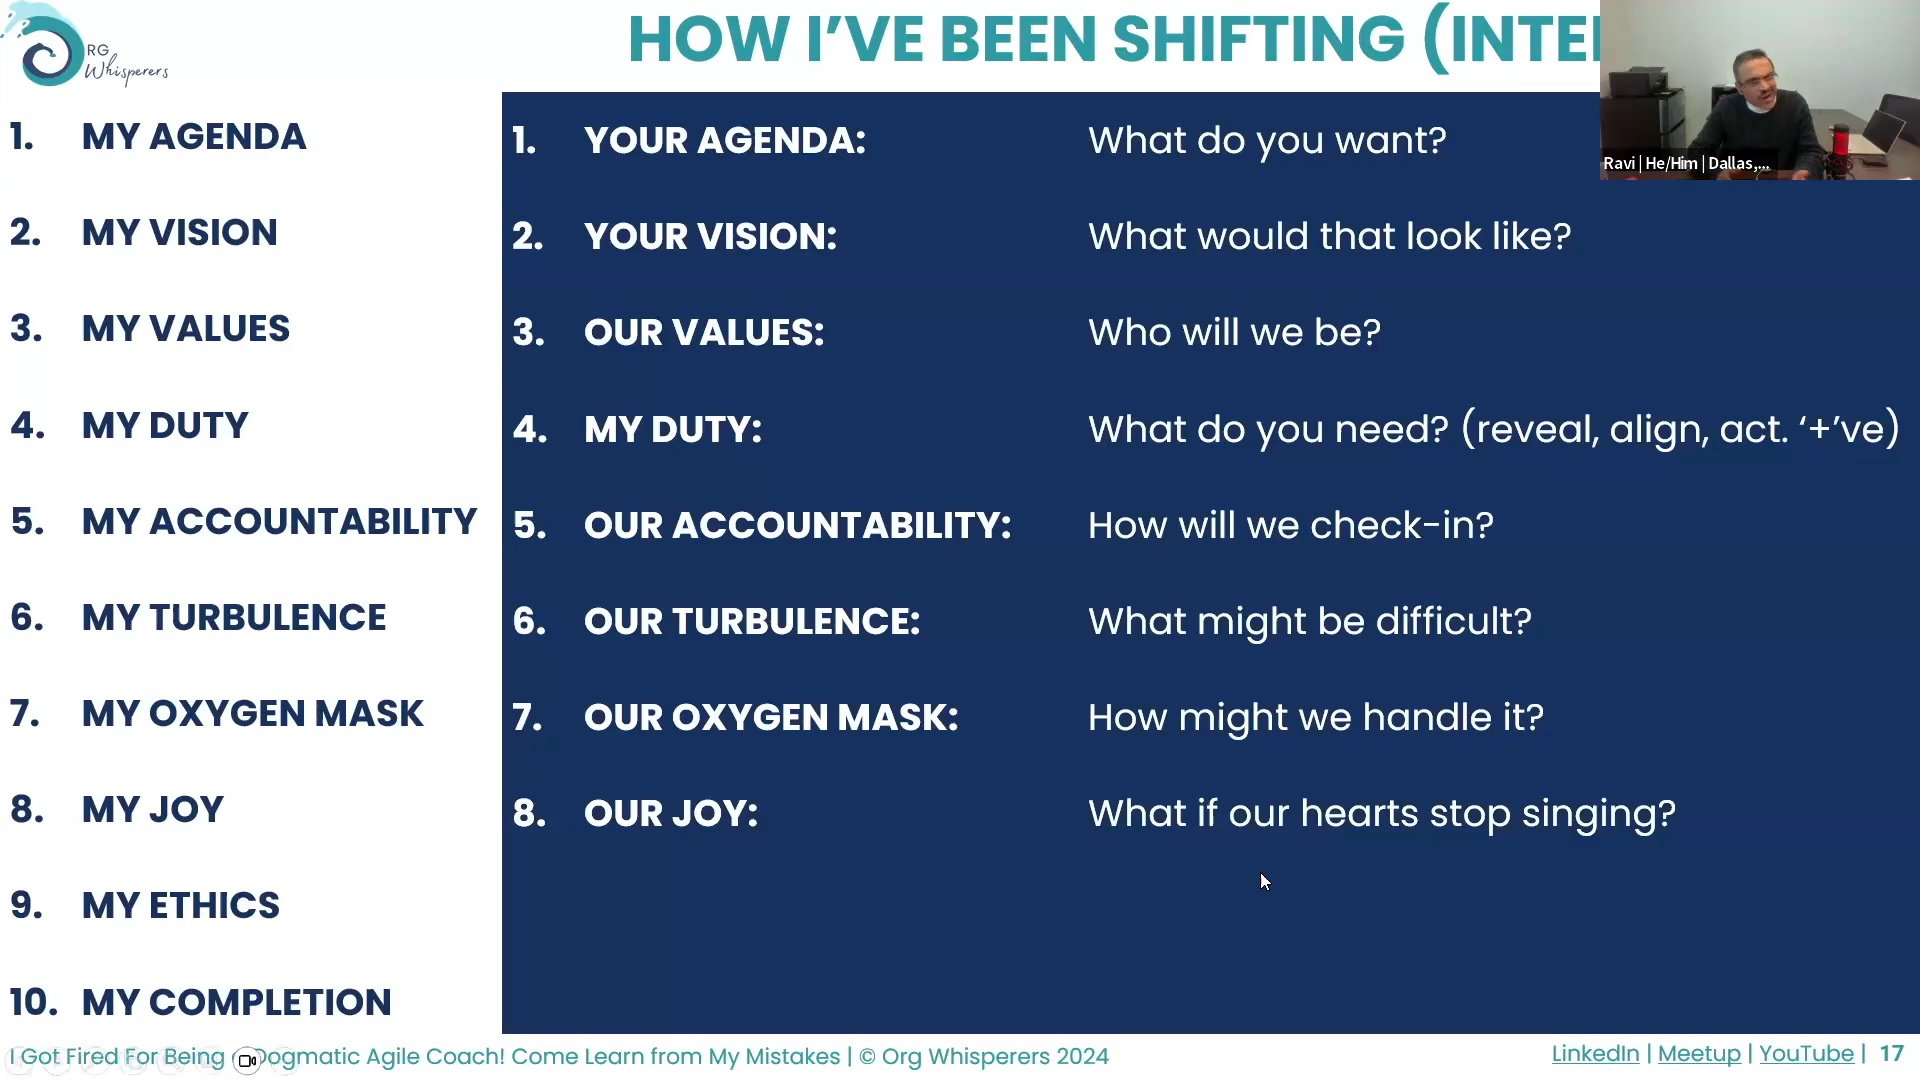 RG
Whisperers
HOW I’VE BEEN SHIFTING (INTE
Ravi | He/Him | Dallas,...
1. MY AGENDA
2. MY VISION
3. MY VALUES
4. MY DUTY
5. MY ACCOUNTABILITY
6. MY TURBULENCE
7. MY OXYGEN MASK
8. MY JOY
9. MY ETHICS
10. MY COMPLETION
1. YOUR AGENDA: What do you want?
2. YOUR VISION: What would that look like?
3. OUR VALUES: Who will we be?
4. MY DUTY: What do you need? (reveal, align, act. ‘+’ve)
5. OUR ACCOUNTABILITY: How will we check-in?
6. OUR TURBULENCE: What might be difficult?
7. OUR OXYGEN MASK: How might we handle it?
8. OUR JOY: What if our hearts stop singing?
I Got Fired For Being Dogmatic Agile Coach! Come Learn from My Mistakes | © Org Whisperers 2024
LinkedIn | Meetup | YouTube | 17